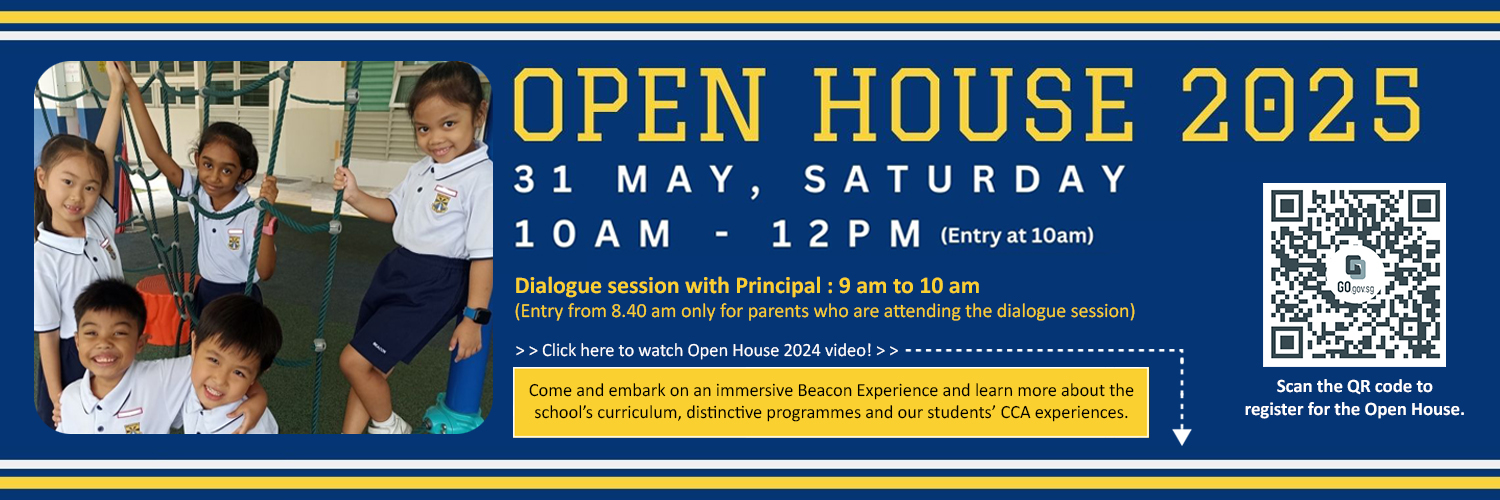 OPEN HOUSE 2025
31 MAY, SATURDAY
10AM - 12PM (Entry at 10am)
Dialogue session with Principal : 9 am to 10 am
(Entry from 8.40 am only for parents who are attending the dialogue session)
> > Click here to watch Open House 2024 video! > >
Come and embark on an immersive Beacon Experience and learn more about the
school’s curriculum, distinctive programmes and our students’ CCA experiences.
GO.gov.sg
Scan the QR code to
register for the Open House.
BEACON